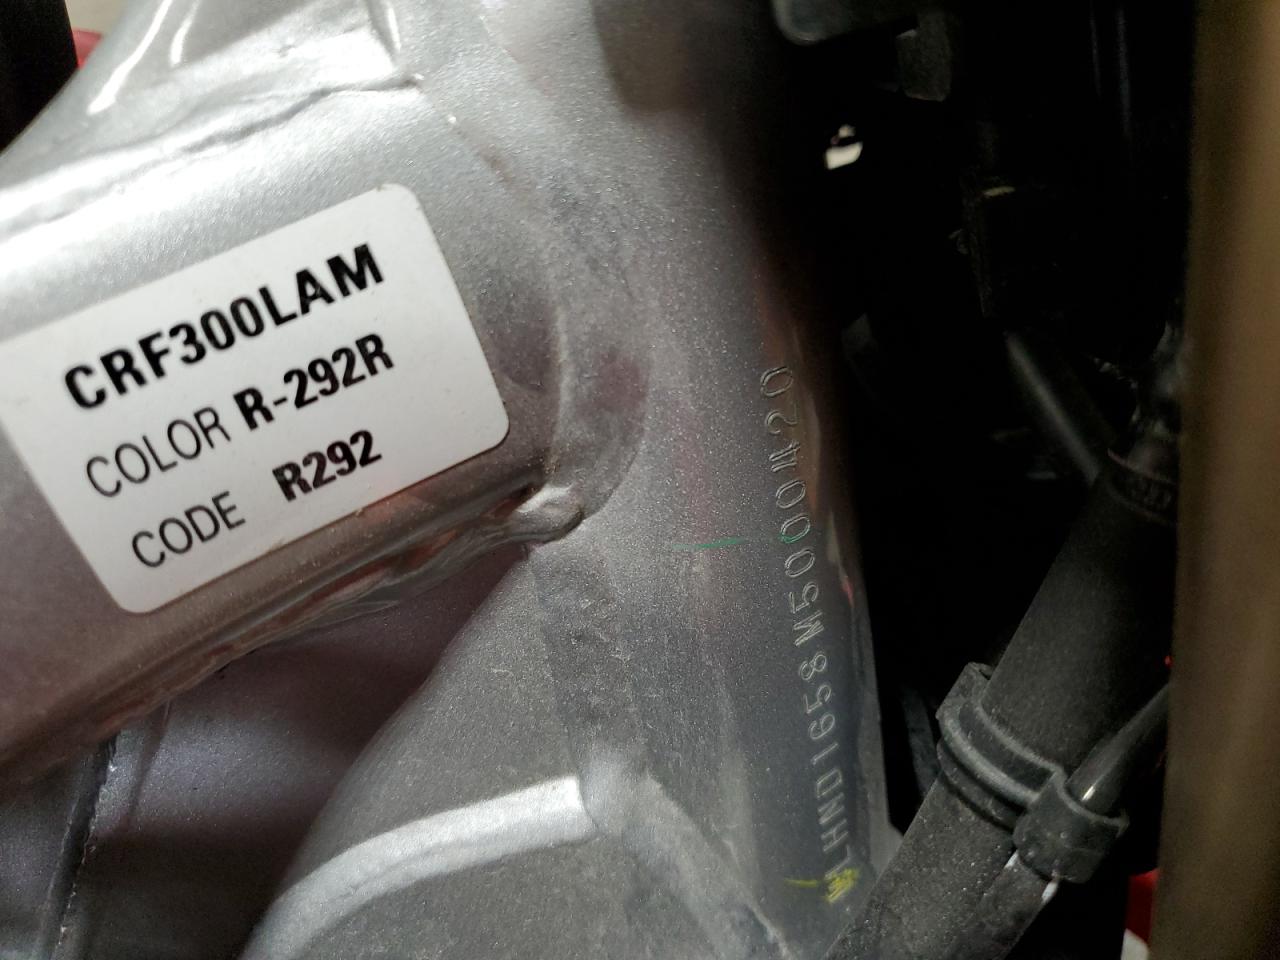 CRF300LAM
COLOR R-292R
CODE R292
MLHND1658M5000420